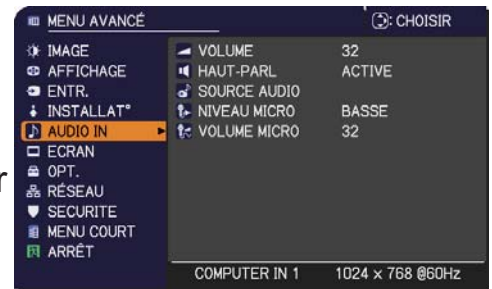 MENU AVANCÉ : CHOISIR
IMAGE
AFFICHAGE
ENTR.
INSTALLAT°
AUDIO IN
ECRAN
OPT.
RÉSEAU
SECURITE
MENU COURT
ARRÊT
VOLUME 32
HAUT-PARL ACTIVE
SOURCE AUDIO
NIVEAU MICRO BASSE
VOLUME MICRO 32
COMPUTER IN 1 1024 x 768 @60Hz
r